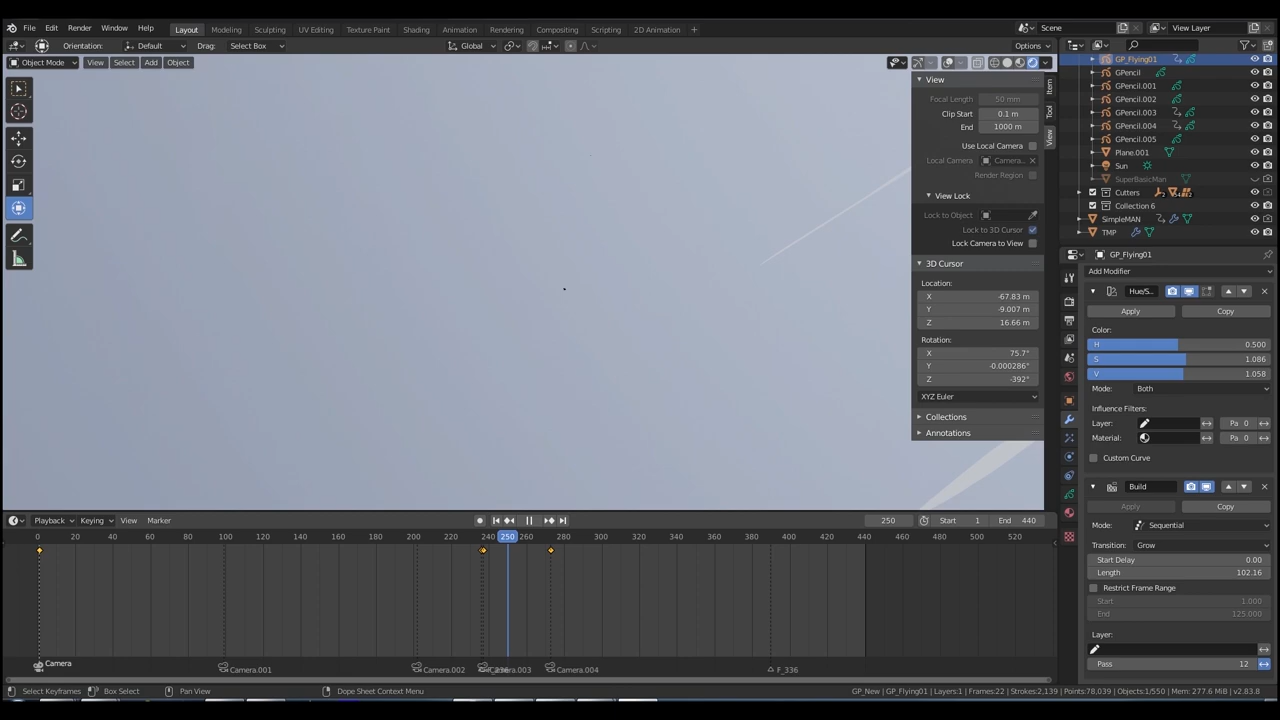 File Edit Render Window Help Layout Modeling Sculpting UV Editing Texture Paint Shading Animation Rendering Compositing Scripting 2D Animation + Scene View Layer
Orientation: Default Drag: Select Box Global Options
Object Mode View Select Add Object
View
Focal Length 50 mm
Clip Start 0.1 m
End 1000 m
Use Local Camera
Local Camera Camera...
Render Region
View Lock
Lock to Object
Lock to 3D Cursor
Lock Camera to View
3D Cursor
Location:
X -67.83 m
Y -9.007 m
Z 16.66 m
Rotation:
X 75.7°
Y -0.000286°
Z -392°
XYZ Euler
Collections
Annotations
Item
Tool
View
GP_Flying01
GPencil
GPencil.001
GPencil.002
GPencil.003
GPencil.004
GPencil.005
Plane.001
Sun
SuperBasicMan
Cutters
Collection 6
SimpleMAN
TMP
GP_Flying01
Add Modifier
Hue/S...
Apply Copy
Color:
H 0.500
S 1.086
V 1.058
Mode: Both
Influence Filters:
Layer: Pa 0
Material: Pa 0
Custom Curve
Build
Apply Copy
Mode: Sequential
Transition: Grow
Start Delay 0.00
Length 102.16
Restrict Frame Range
Start 1.000
End 125.000
Layer:
Pass 12
Playback Keying View Marker 250 Start 1 End 440
0 20 40 60 80 100 120 140 160 180 200 220 240 250 260 280 300 320 340 360 380 400 420 440 460 480 500 520
Camera Camera.001 Camera.002 Camera.004 F_336
Select Keyframes Box Select Pan View Dope Sheet Context Menu GP_New | GP_Flying01 | Layers:1 | Frames:22 | Strokes:2,139 | Points:78,039 | Objects:1/550 | Mem: 277.6 MiB | v2.83.8